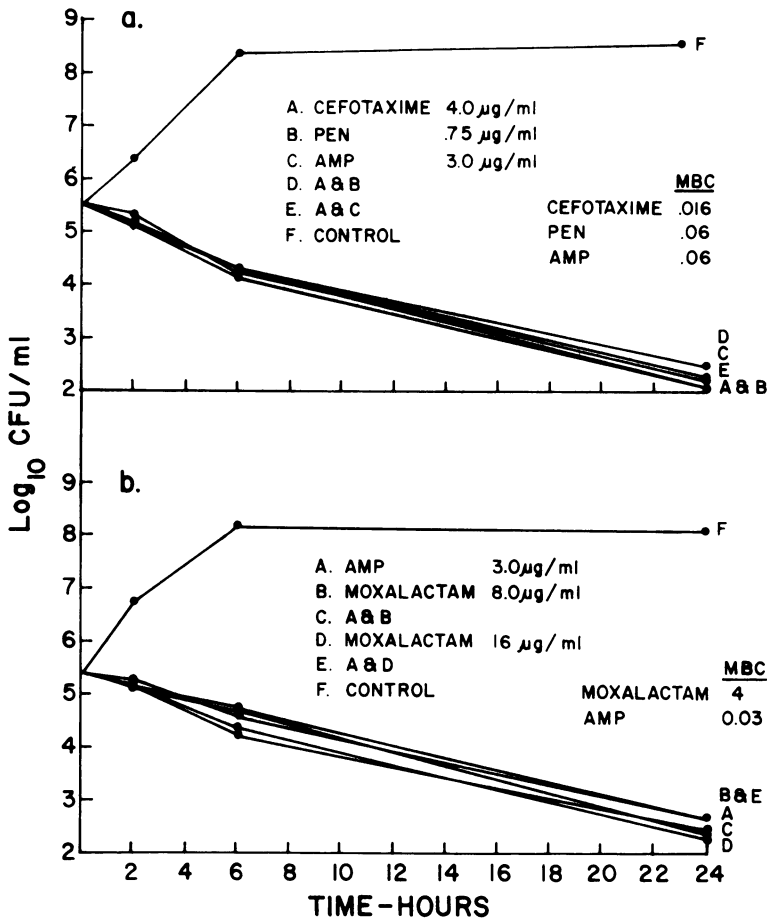 a.
9
8
7
6
5
4
3
2
F
A. CEFOTAXIME 4.0 µg/ml
B. PEN .75 µg/ml
C. AMP 3.0 µg/ml
D. A & B
E. A & C
F. CONTROL
MBC
CEFOTAXIME .016
PEN .06
AMP .06
D
C
E
A & B
Log10 CFU/ml
b.
9
8
7
6
5
4
3
2
F
A. AMP 3.0 µg/ml
B. MOXALACTAM 8.0 µg/ml
C. A & B
D. MOXALACTAM 16 µg/ml
E. A & D
F. CONTROL
MBC
MOXALACTAM 4
AMP 0.03
B & E
A
C
D
2 4 6 8 10 12 14 16 18 20 22 24
TIME-HOURS